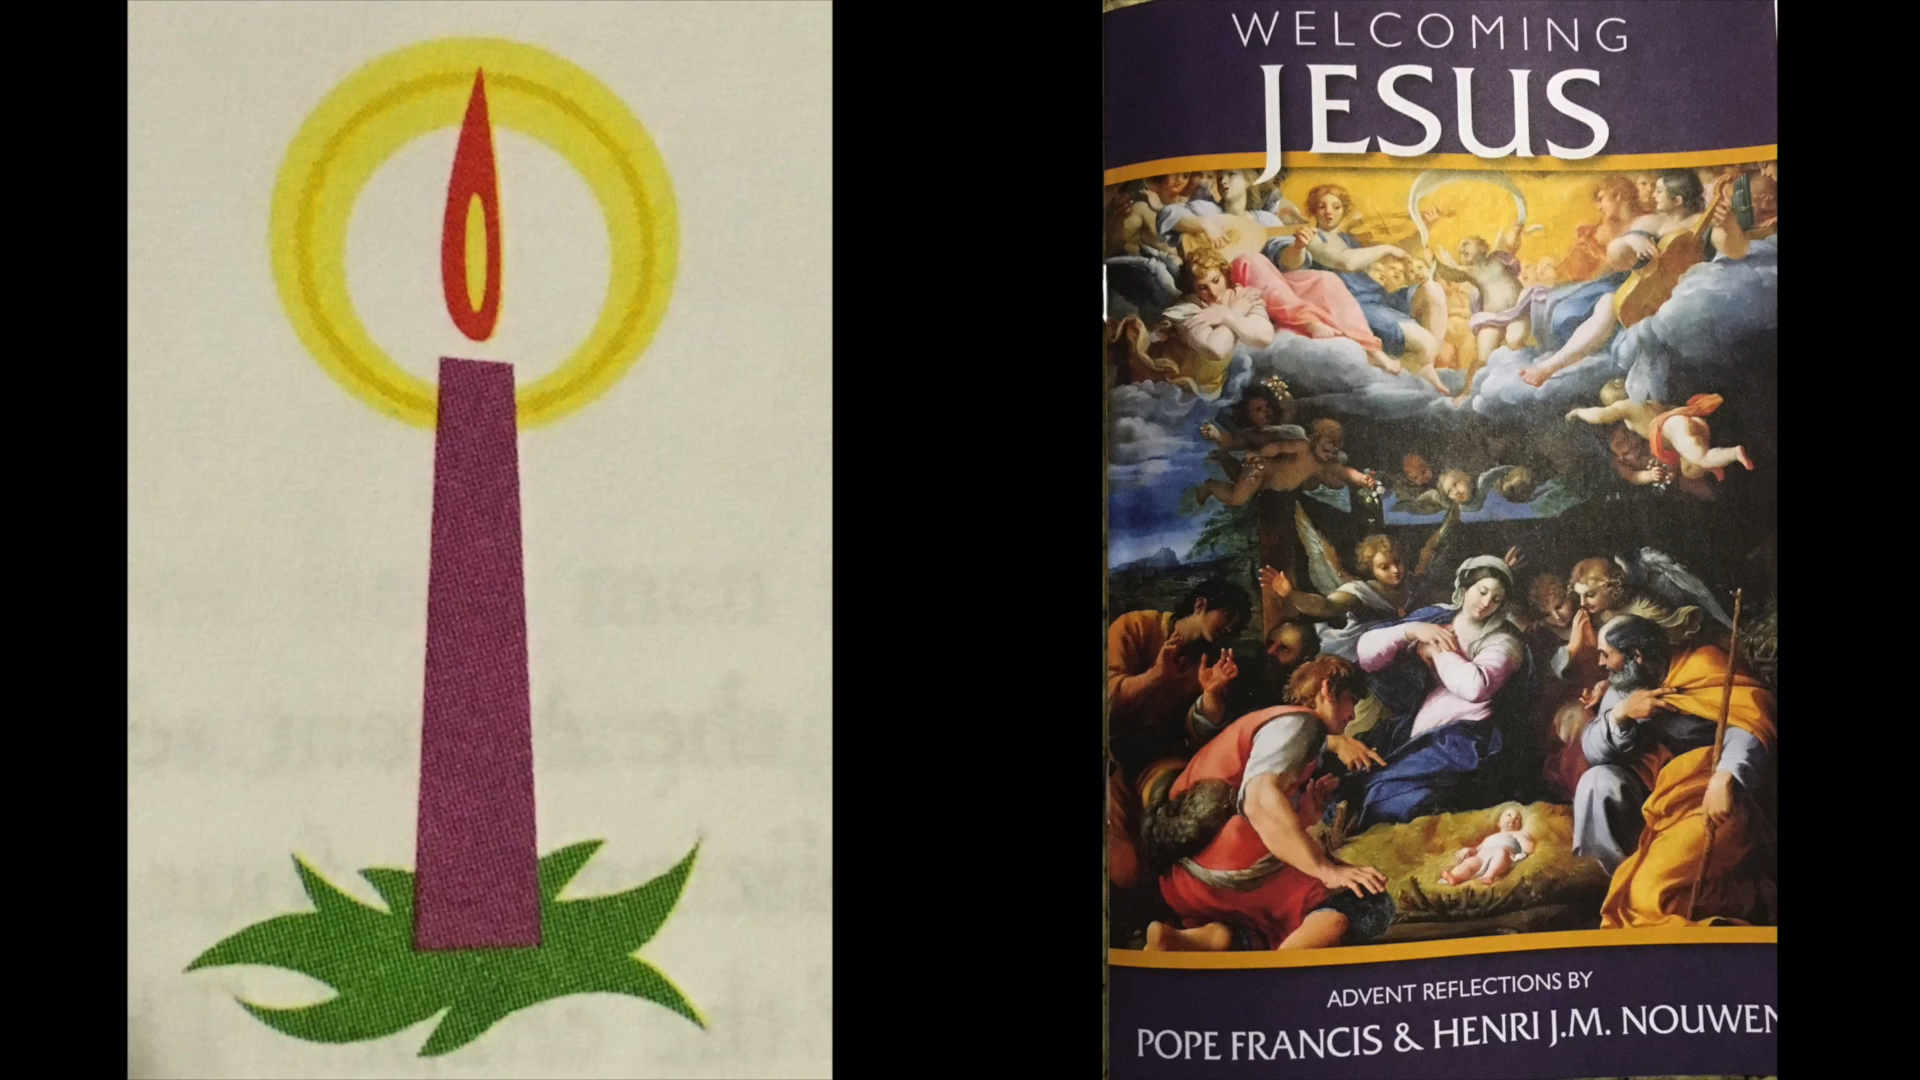 WELCOMING
JESUS
ADVENT REFLECTIONS BY
POPE FRANCIS & HENRI J.M. NOUWEN